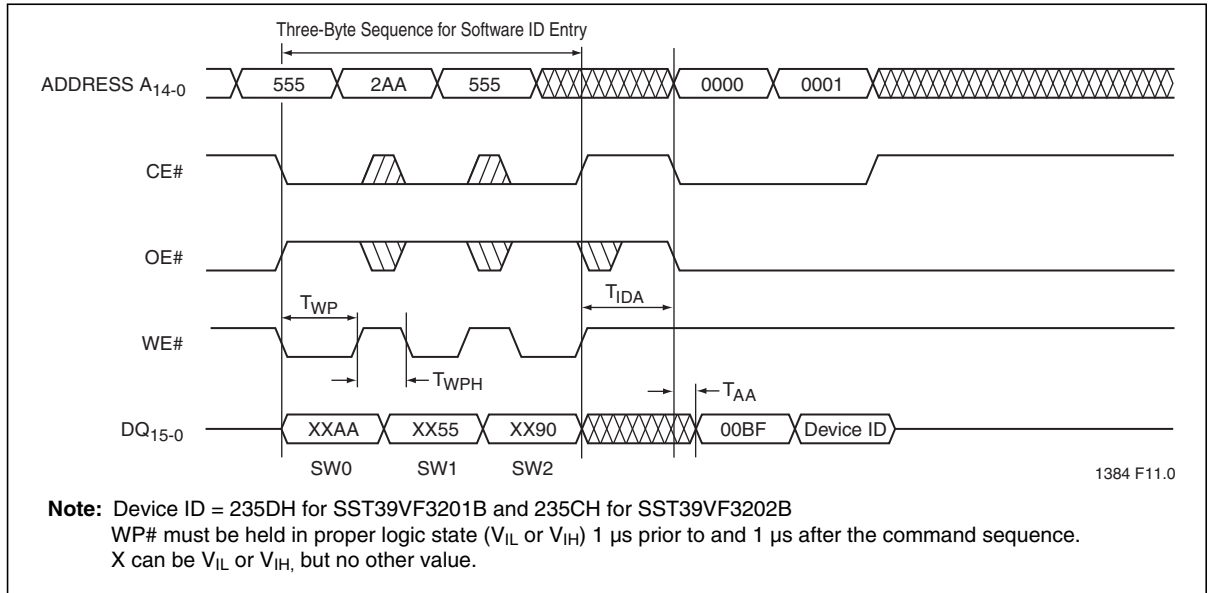 Three-Byte Sequence for Software ID Entry
ADDRESS A14-0
555 2AA 555 0000 0001
CE#
OE#
TWP TIDA
WE#
TWPH TAA
DQ15-0
XXAA XX55 XX90 00BF Device ID
SW0 SW1 SW2
1384 F11.0
Note: Device ID = 235DH for SST39VF3201B and 235CH for SST39VF3202B
WP# must be held in proper logic state (VIL or VIH) 1 µs prior to and 1 µs after the command sequence.
X can be VIL or VIH, but no other value.